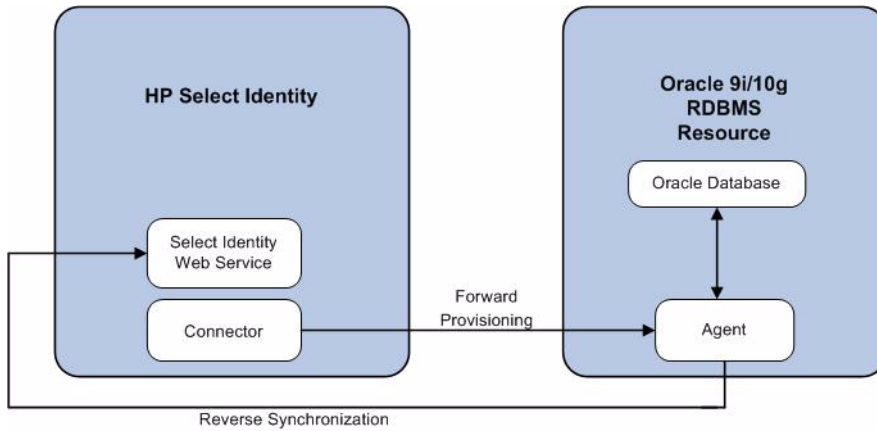 HP Select Identity
Oracle 9i/10g
RDBMS
Resource
Oracle Database
Select Identity
Web Service
Forward
Provisioning
Connector
Agent
Reverse Synchronization